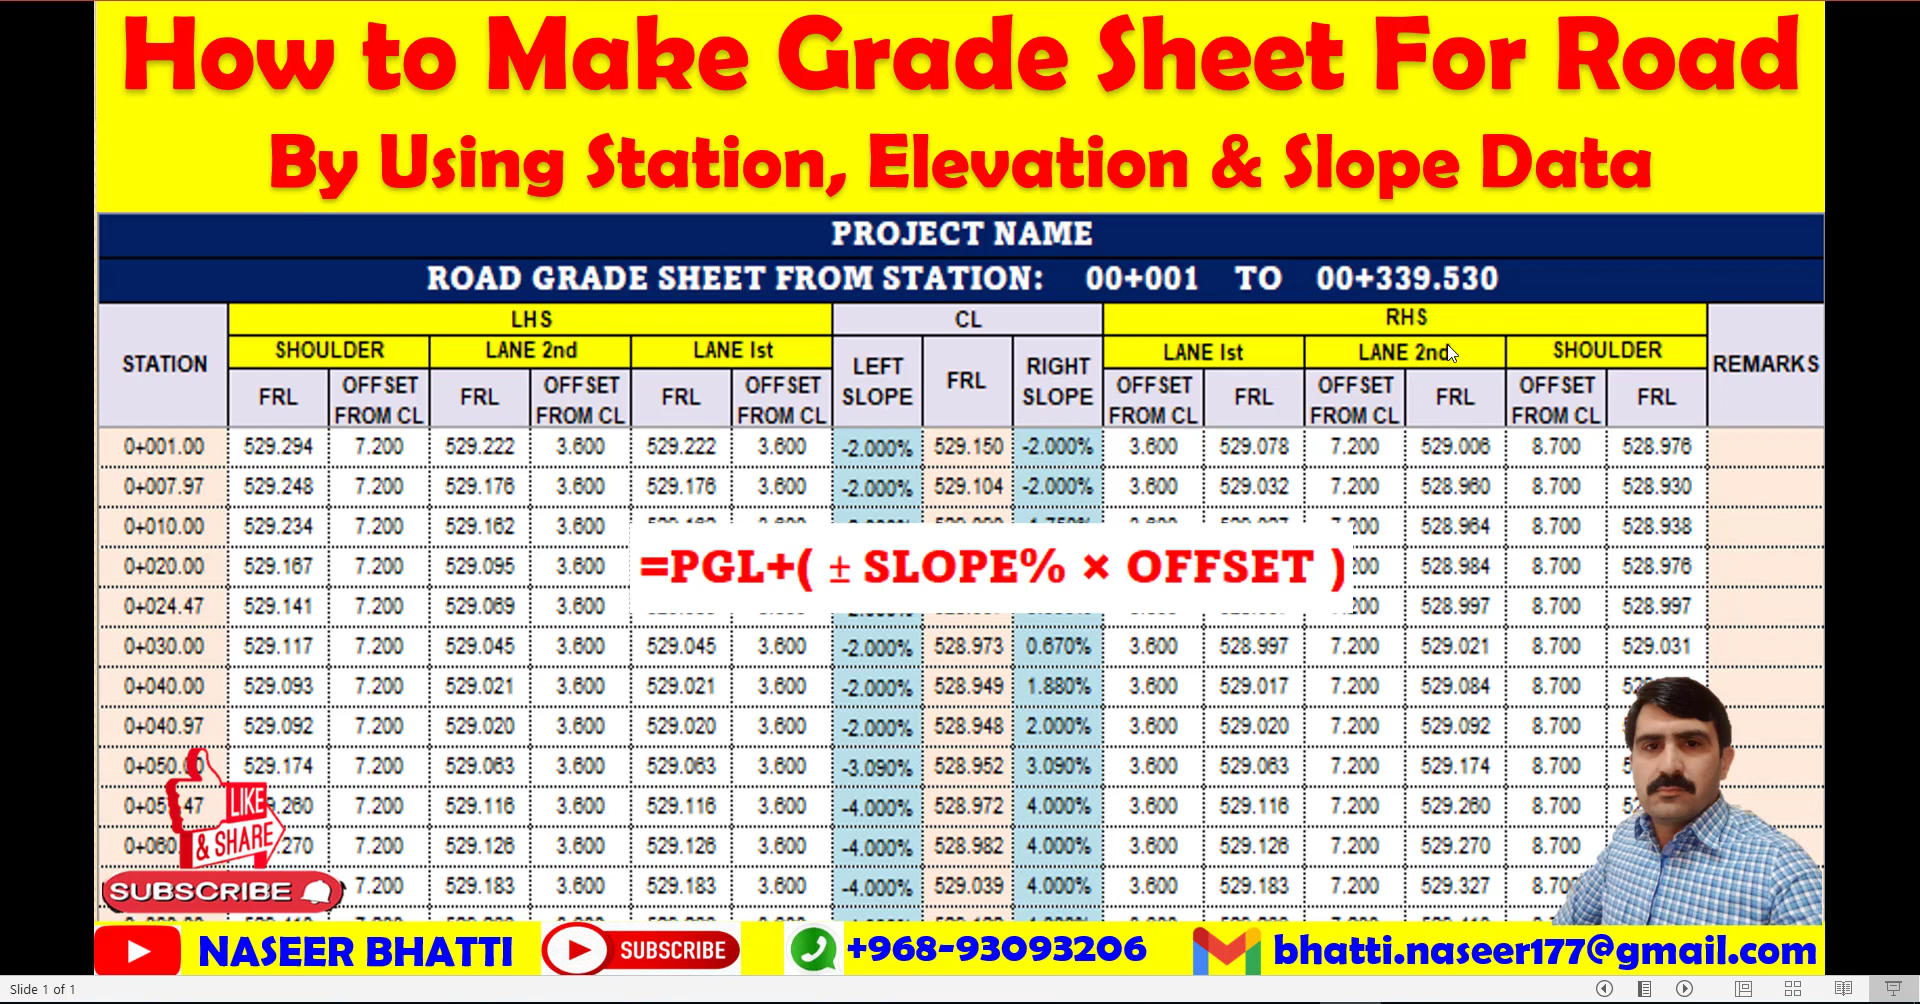 How to Make Grade Sheet For Road
By Using Station, Elevation & Slope Data
PROJECT NAME
ROAD GRADE SHEET FROM STATION: 00+001 TO 00+339.530
STATION LHS CL RHS REMARKS
SHOULDER LANE 2nd LANE Ist LEFT SLOPE FRL RIGHT SLOPE LANE Ist LANE 2nd SHOULDER
FRL OFFSET FROM CL FRL OFFSET FROM CL FRL OFFSET FROM CL OFFSET FROM CL FRL OFFSET FROM CL FRL OFFSET FROM CL FRL
0+001.00 529.294 7.200 529.222 3.600 529.222 3.600 -2.000% 529.150 -2.000% 3.600 529.078 7.200 529.006 8.700 528.976
0+007.97 529.248 7.200 529.176 3.600 529.176 3.600 -2.000% 529.104 -2.000% 3.600 529.032 7.200 528.960 8.700 528.930
0+010.00 529.234 7.200 529.162 3.600 528.964 8.700 528.938
0+020.00 529.167 7.200 529.095 3.600 528.984 8.700 528.976
=PGL+( ± SLOPE% × OFFSET )
0+024.47 529.141 7.200 529.069 3.600 528.997 8.700 528.997
0+030.00 529.117 7.200 529.045 3.600 529.045 3.600 -2.000% 528.973 0.670% 3.600 528.997 7.200 529.021 8.700 529.031
0+040.00 529.093 7.200 529.021 3.600 529.021 3.600 -2.000% 528.949 1.880% 3.600 529.017 7.200 529.084 8.700
0+040.97 529.092 7.200 529.020 3.600 529.020 3.600 -2.000% 528.948 2.000% 3.600 529.020 7.200 529.092 8.700
529.174 7.200 529.063 3.600 529.063 3.600 -3.090% 528.952 3.090% 3.600 529.063 7.200 529.174 8.700
7.200 529.116 3.600 529.116 3.600 -4.000% 528.972 4.000% 3.600 529.116 7.200 529.260 8.700
7.200 529.126 3.600 529.126 3.600 -4.000% 528.982 4.000% 3.600 529.126 7.200 529.270 8.700
7.200 529.183 3.600 529.183 3.600 -4.000% 529.039 4.000% 3.600 529.183 7.200 529.327
LIKE
& SHARE
SUBSCRIBE
NASEER BHATTI SUBSCRIBE +968-93093206 bhatti.naseer177@gmail.com
Slide 1 of 1